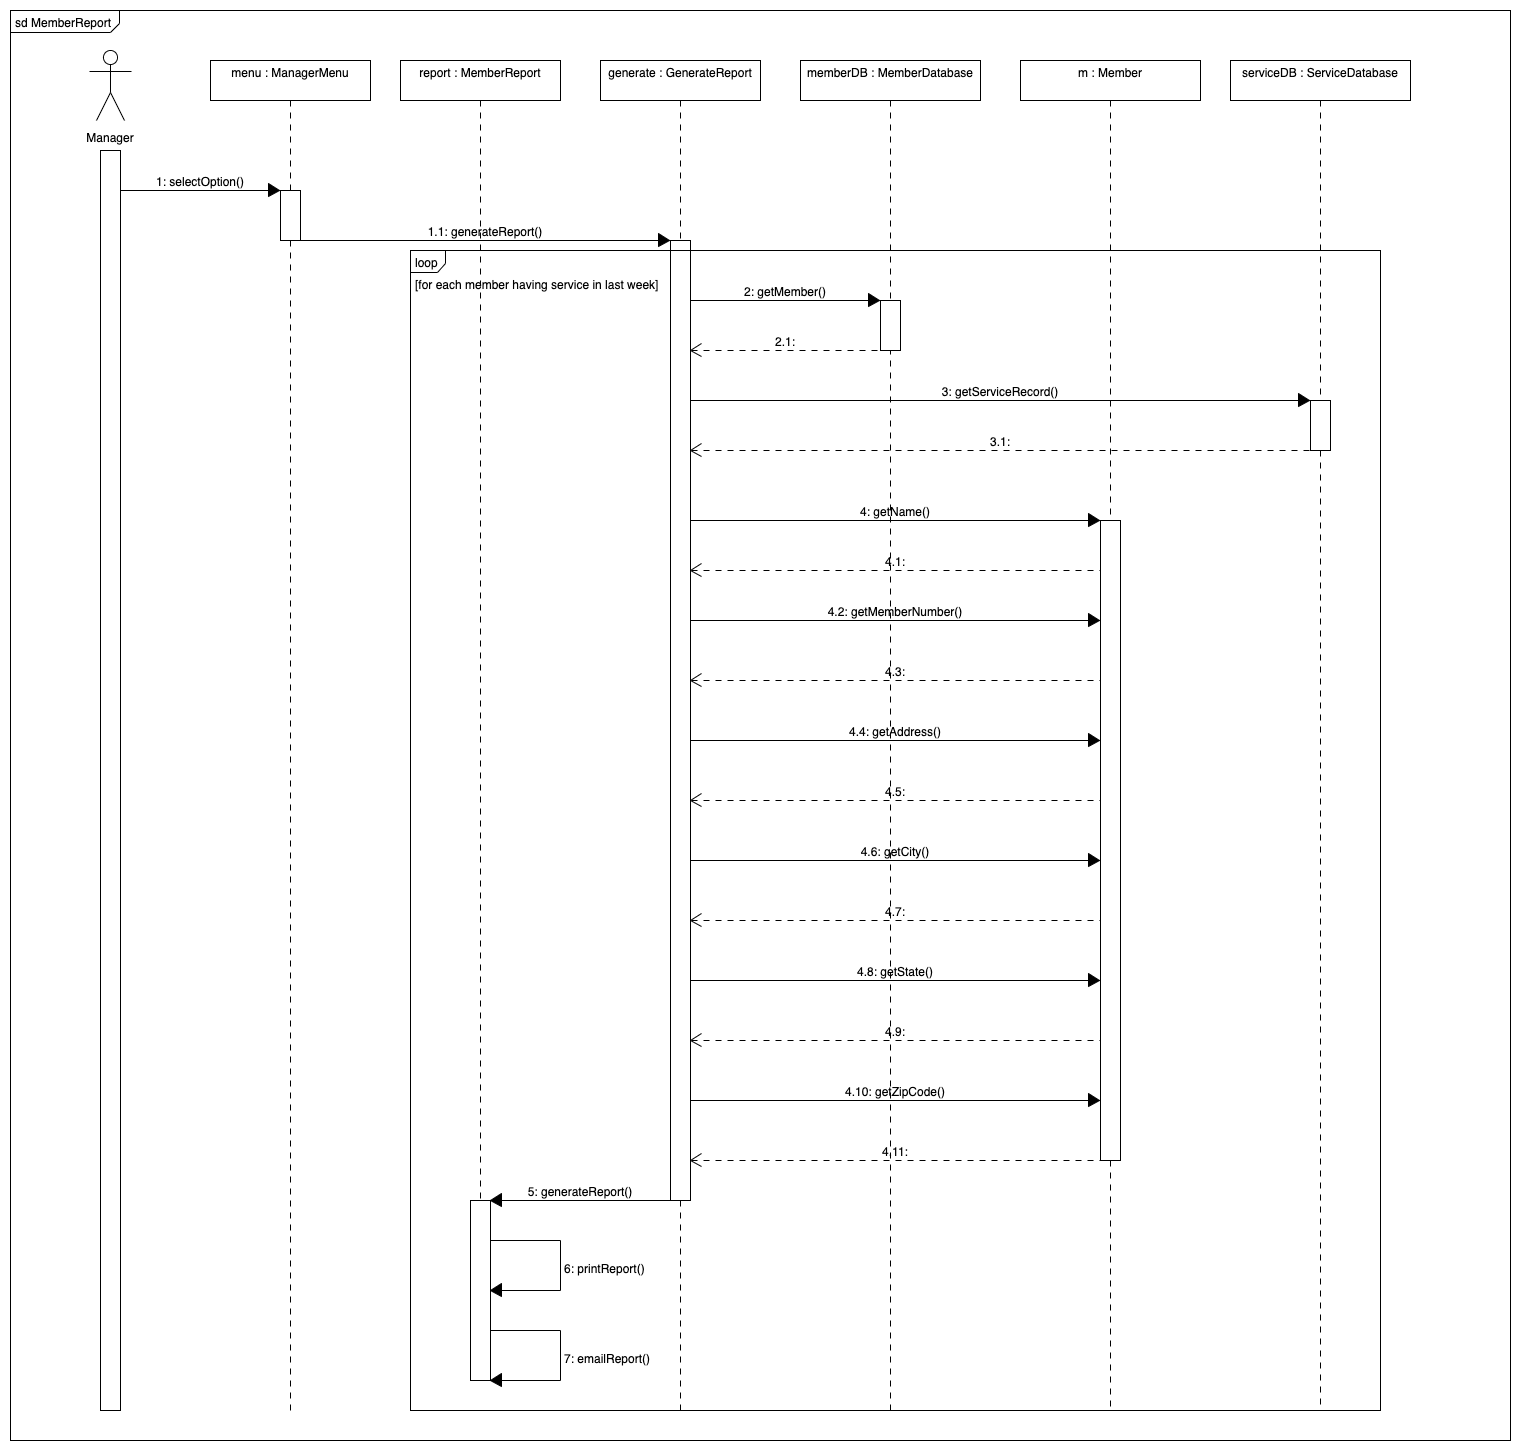 sd MemberReport
Manager
menu : ManagerMenu
report : MemberReport
generate : GenerateReport
memberDB : MemberDatabase
m : Member
serviceDB : ServiceDatabase
1: selectOption()
1.1: generateReport()
loop
[for each member having service in last week]
2: getMember()
2.1:
3: getServiceRecord()
3.1:
4: getName()
4.1:
4.2: getMemberNumber()
4.3:
4.4: getAddress()
4.5:
4.6: getCity()
4.7:
4.8: getState()
4.9:
4.10: getZipCode()
4.11:
5: generateReport()
6: printReport()
7: emailReport()